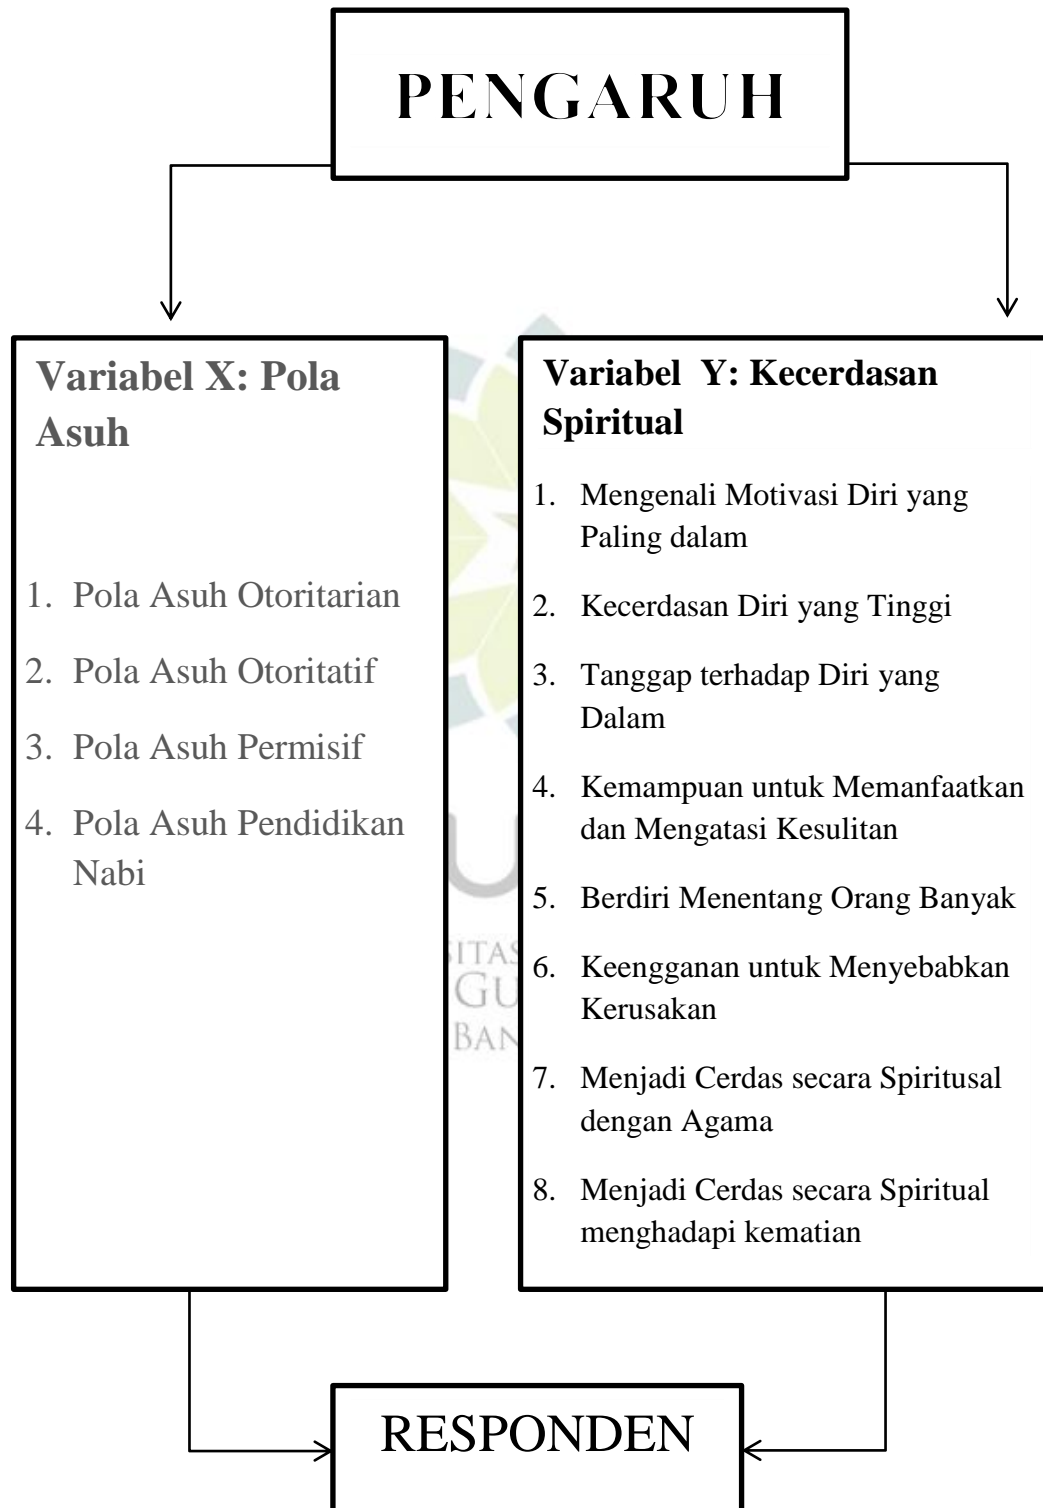 PENGARUH
Variabel X: Pola
Asuh
1. Pola Asuh Otoritarian
2. Pola Asuh Otoritatif
3. Pola Asuh Permisif
4. Pola Asuh Pendidikan
Nabi
Variabel Y: Kecerdasan
Spiritual
1. Mengenali Motivasi Diri yang
Paling dalam
2. Kecerdasan Diri yang Tinggi
3. Tanggap terhadap Diri yang
Dalam
4. Kemampuan untuk Memanfaatkan
dan Mengatasi Kesulitan
5. Berdiri Menentang Orang Banyak
6. Keengganan untuk Menyebabkan
Kerusakan
7. Menjadi Cerdas secara Spiritusal
dengan Agama
8. Menjadi Cerdas secara Spiritual
menghadapi kematian
RESPONDEN